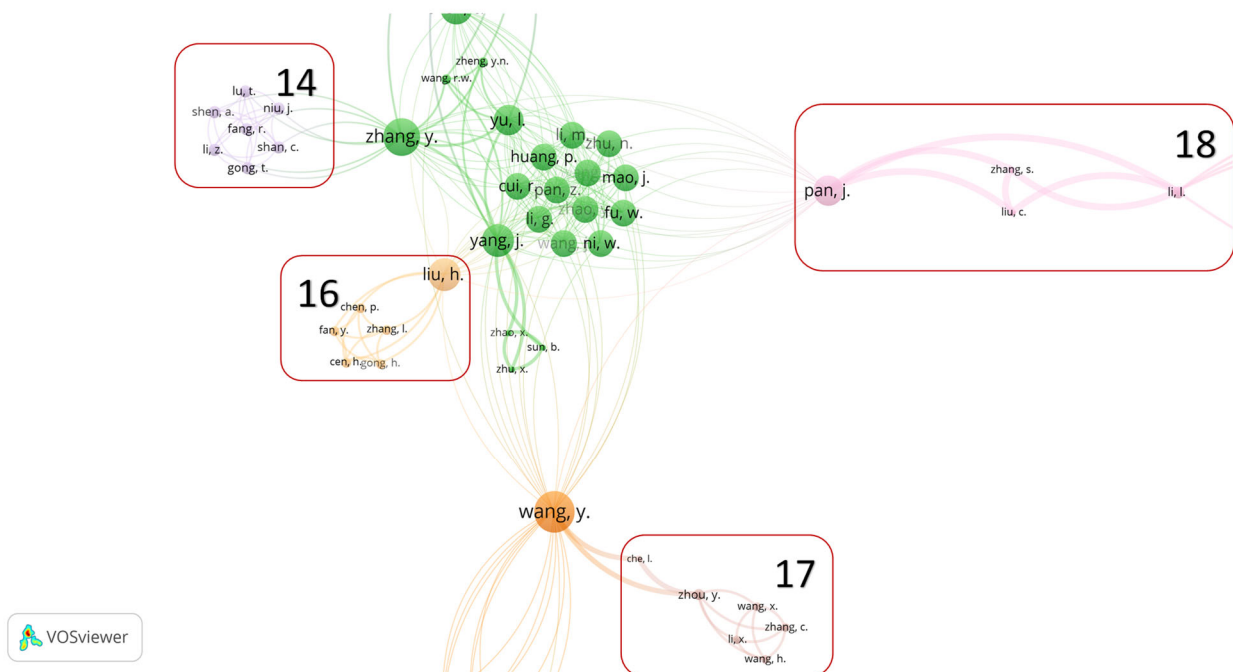 zheng, y.n.
wang, r.w.
14
lu, t.
shen, a.
niu, j.
fang, r.
li, z.
shan, c.
gong, t.
zhang, y.
yu, l.
li, m.
zhu, n.
huang, p.
mao, j.
cui, r.
pan, z.
zhao,
fu, w.
li, g.
yang, j.
wang,
ni, w.
18
zhang, s.
pan, j.
li, l.
liu, c.
liu, h.
16
chen, p.
fan, y.
zhang, l.
cen, h.
gong, h.
zhao, x.
sun, b.
zhu, x.
wang, y.
17
che, l.
zhou, y.
wang, x.
zhang, c.
li, x.
wang, h.
VOSviewer